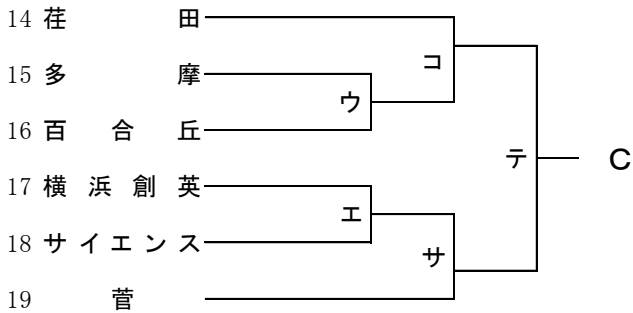 14 荏田
コ
15 多摩
ウ
16 百合丘
テ C
17 横浜創英
エ
18 サイエンス
サ
19 菅